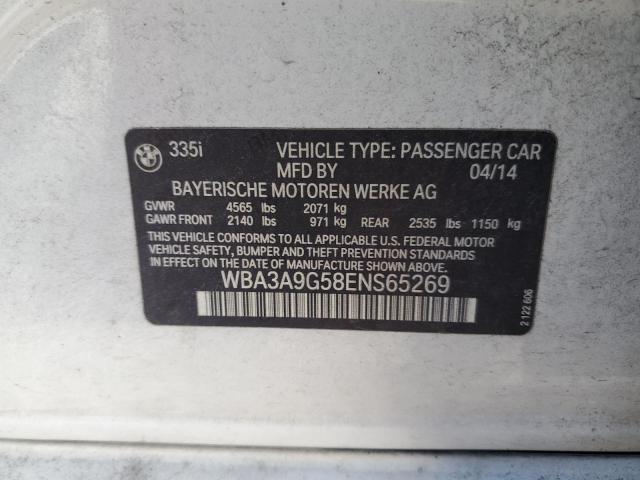 335i VEHICLE TYPE: PASSENGER CAR
MFD BY 04/14
BAYERISCHE MOTOREN WERKE AG
GVWR 4565 lbs 2071 kg
GAWR FRONT 2140 lbs 971 kg REAR 2535 lbs 1150 kg
THIS VEHICLE CONFORMS TO ALL APPLICABLE U.S. FEDERAL MOTOR
VEHICLE SAFETY, BUMPER AND THEFT PREVENTION STANDARDS
IN EFFECT ON THE DATE OF MANUFACTURE SHOWN ABOVE.
WBA3A9G58ENS65269
2 122 606